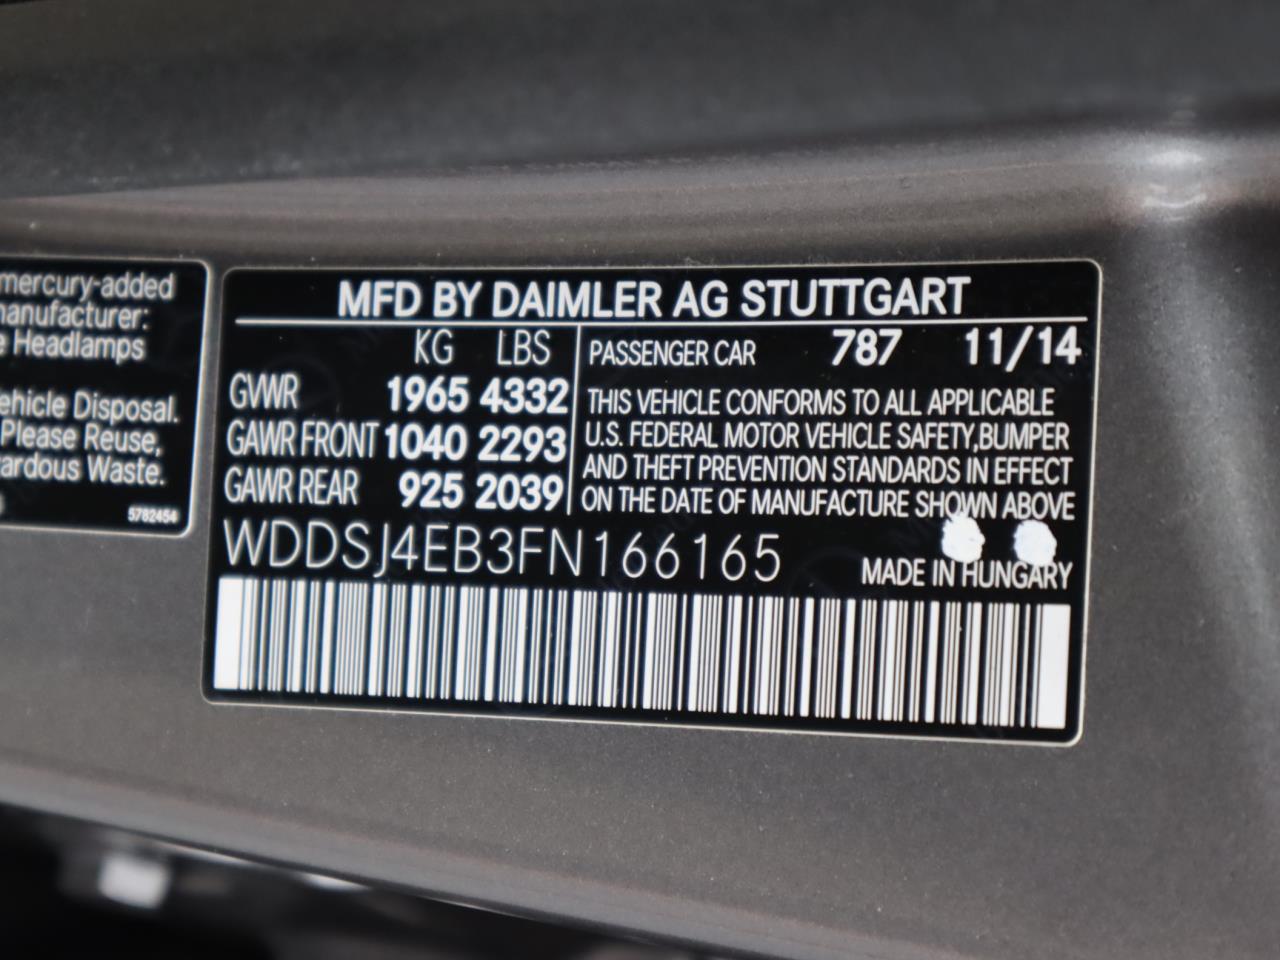 mercury-added
manufacturer:
Headlamps
ehicle Disposal.
Please Reuse,
ardous Waste.
5782454
MFD BY DAIMLER AG STUTTGART
KG LBS
GVWR 1965 4332
GAWR FRONT 1040 2293
GAWR REAR 925 2039
PASSENGER CAR 787 11/14
THIS VEHICLE CONFORMS TO ALL APPLICABLE
U.S. FEDERAL MOTOR VEHICLE SAFETY,BUMPER
AND THEFT PREVENTION STANDARDS IN EFFECT
ON THE DATE OF MANUFACTURE SHOWN ABOVE
WDDSJ4EB3FN166165
MADE IN HUNGARY